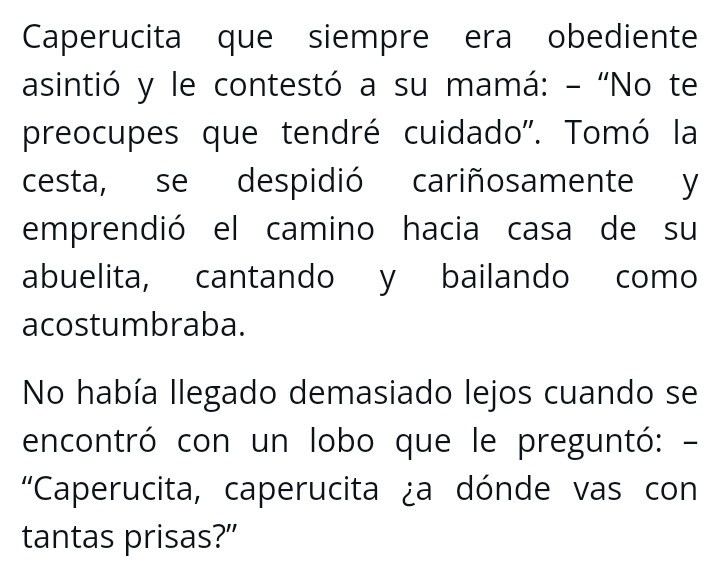 Caperucita que siempre era obediente
asintió y le contestó a su mamá: – “No te
preocupes que tendré cuidado”. Tomó la
cesta, se despidió cariñosamente y
emprendió el camino hacia casa de su
abuelita, cantando y bailando como
acostumbraba.
No había llegado demasiado lejos cuando se
encontró con un lobo que le preguntó: –
“Caperucita, caperucita ¿a dónde vas con
tantas prisas?”